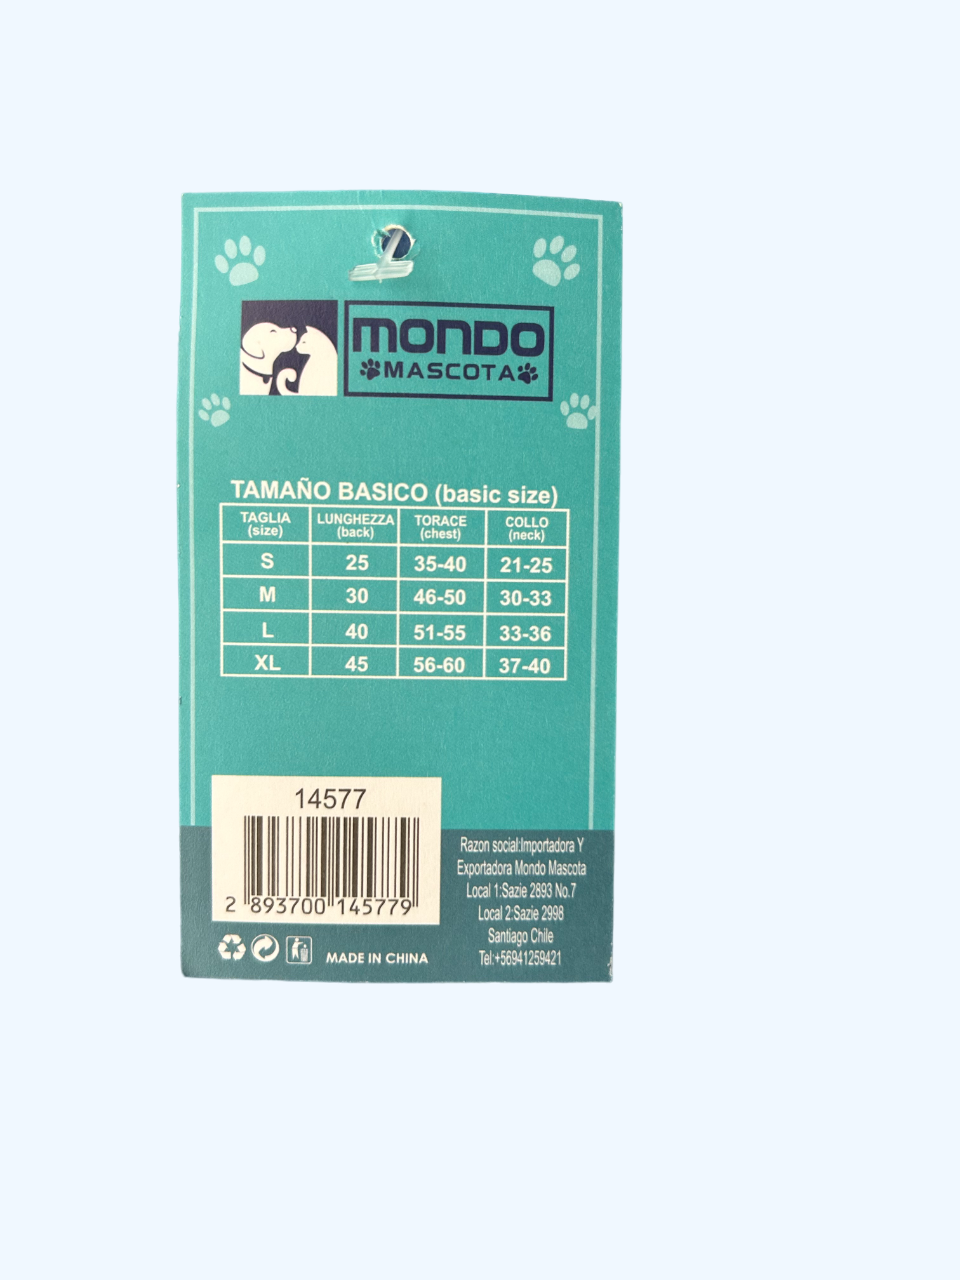 MONDO
MASCOTA
TAMAÑO BASICO (basic size)
TAGLIA LUNGHEZZA TORACE COLLO
(size) (back) (chest) (neck)
S 25 35-40 21-25
M 30 46-50 30-33
L 40 51-55 33-36
XL 45 56-60 37-40
14577
2 893700 145779
MADE IN CHINA
Razon social:Importadora Y
Exportadora Mondo Mascota
Local 1:Sazie 2893 No.7
Local 2:Sazie 2998
Santiago Chile
Tel:+56941259421